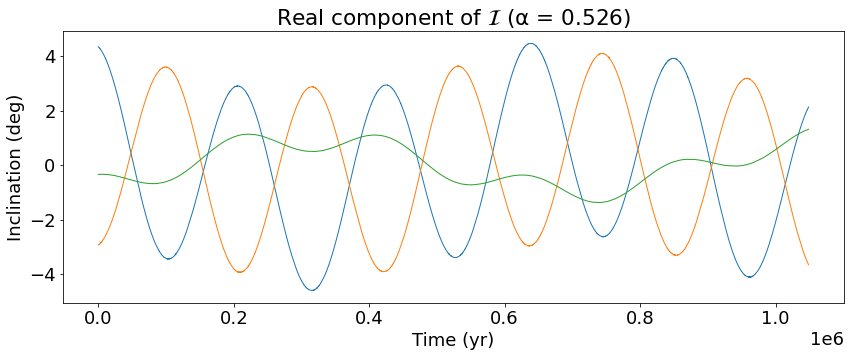 Real component of ℐ (α = 0.526)
Inclination (deg)
4
2
0
−2
−4
0.0 0.2 0.4 0.6 0.8 1.0
Time (yr)
1e6